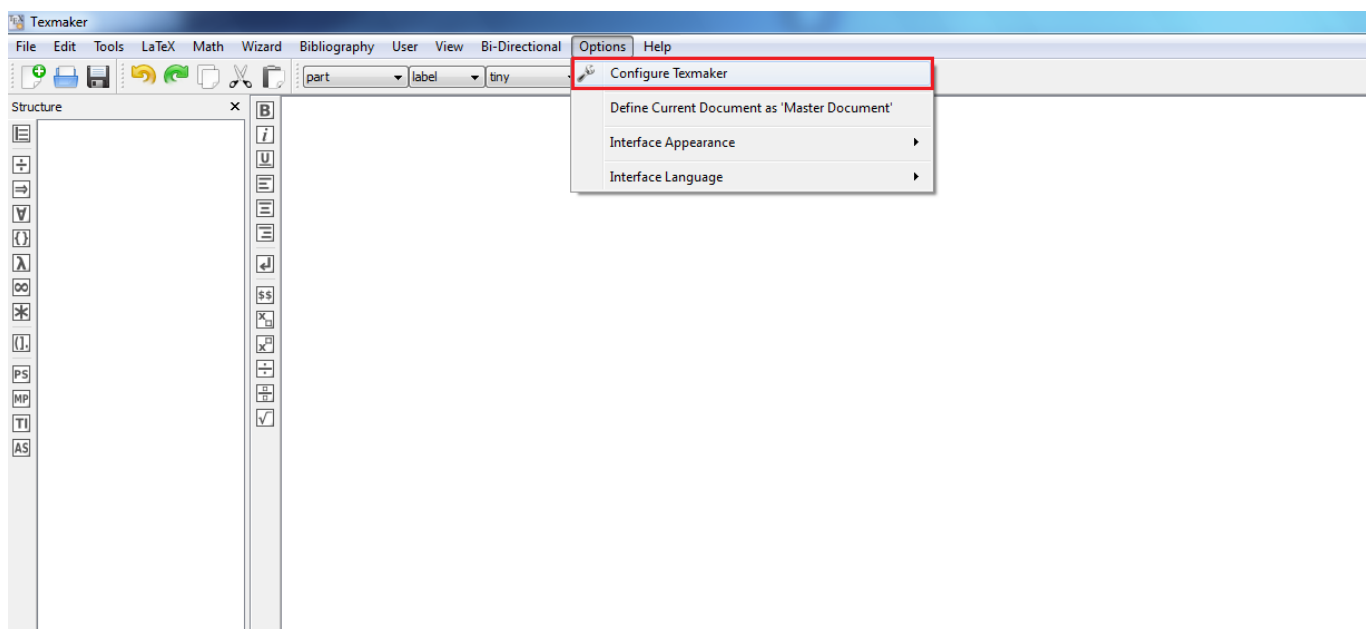 Texmaker
File Edit Tools LaTeX Math Wizard Bibliography User View Bi-Directional Options Help
part label tiny
Configure Texmaker
Define Current Document as 'Master Document'
Interface Appearance
Interface Language
Structure
B
i
U
$$
PS
MP
TI
AS